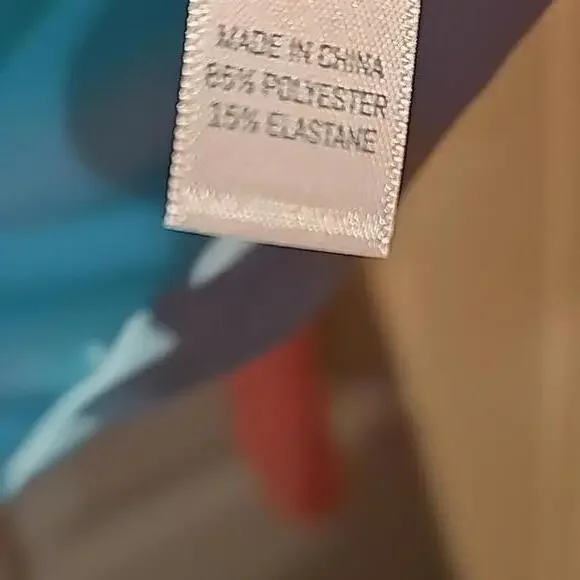 MADE IN CHINA
85% POLYESTER
15% ELASTANE